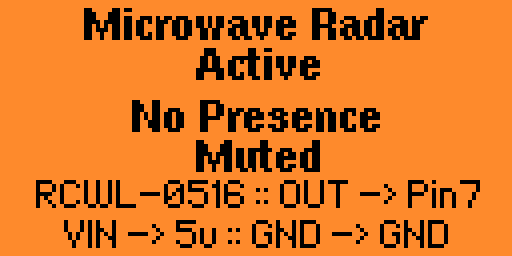 Microwave Radar
Active
No Presence
Muted
RCWL-0516 :: OUT -> Pin7
VIN -> 5v :: GND -> GND